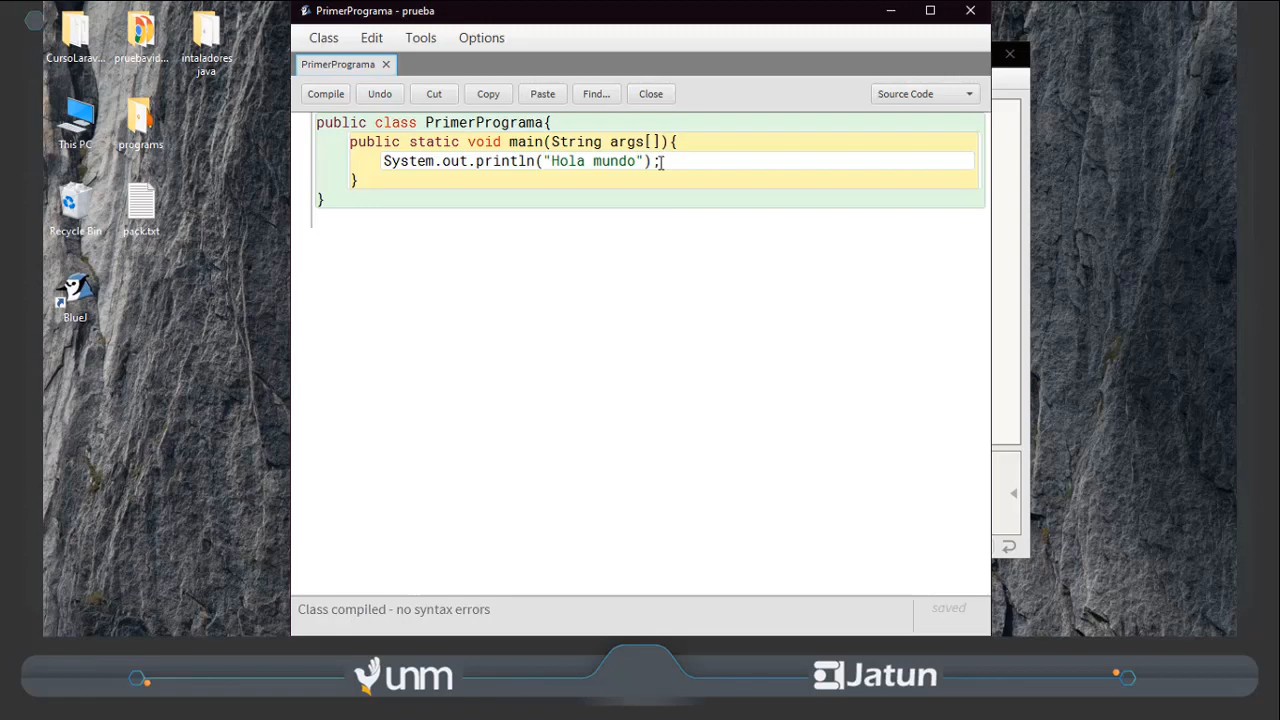 PrimerPrograma - prueba
Class Edit Tools Options
PrimerPrograma
Compile Undo Cut Copy Paste Find... Close Source Code
public class PrimerPrograma{
public static void main(String args[]){
System.out.println("Hola mundo");
}
}
Class compiled - no syntax errors
saved
CursoLarav...
pruebavid...
intaladores
java
This PC
programs
Recycle Bin
pack.txt
BlueJ
unm
Jatun